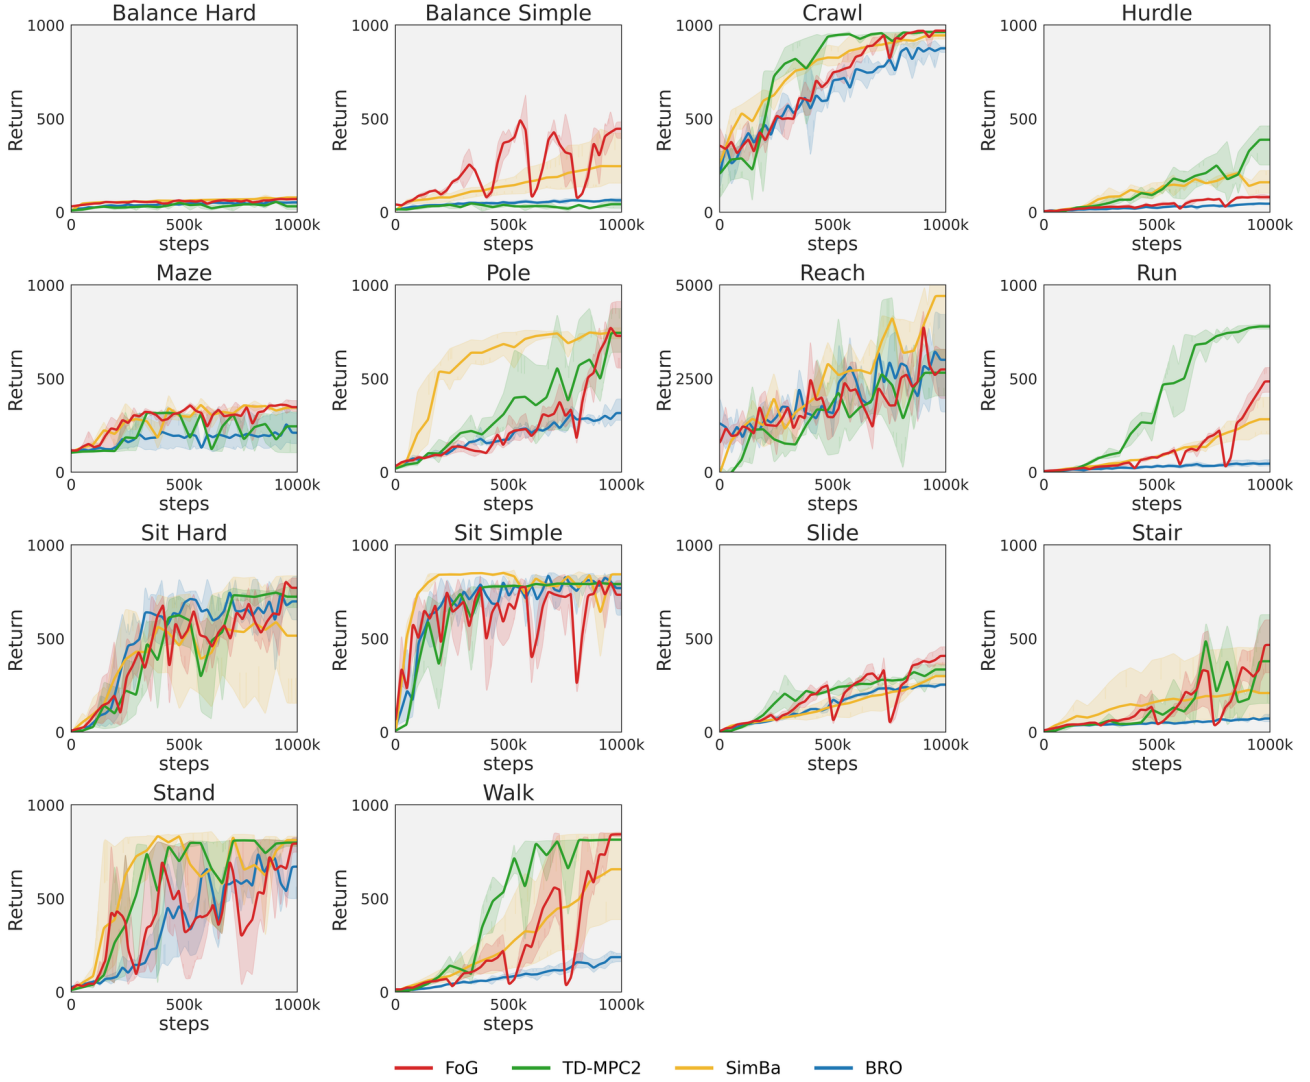 Balance Hard
Balance Simple
Crawl
Hurdle
1000
500
0
Return
0
500k
1000k
steps
1000
500
0
Return
0
500k
1000k
steps
1000
500
0
Return
0
500k
1000k
steps
1000
500
0
Return
0
500k
1000k
steps
Maze
Pole
Reach
Run
1000
500
0
Return
0
500k
1000k
steps
1000
500
0
Return
0
500k
1000k
steps
5000
2500
0
Return
0
500k
1000k
steps
1000
500
0
Return
0
500k
1000k
steps
Sit Hard
Sit Simple
Slide
Stair
1000
500
0
Return
0
500k
1000k
steps
1000
500
0
Return
0
500k
1000k
steps
1000
500
0
Return
0
500k
1000k
steps
1000
500
0
Return
0
500k
1000k
steps
Stand
Walk
1000
500
0
Return
0
500k
1000k
steps
1000
500
0
Return
0
500k
1000k
steps
FoG
TD-MPC2
SimBa
BRO